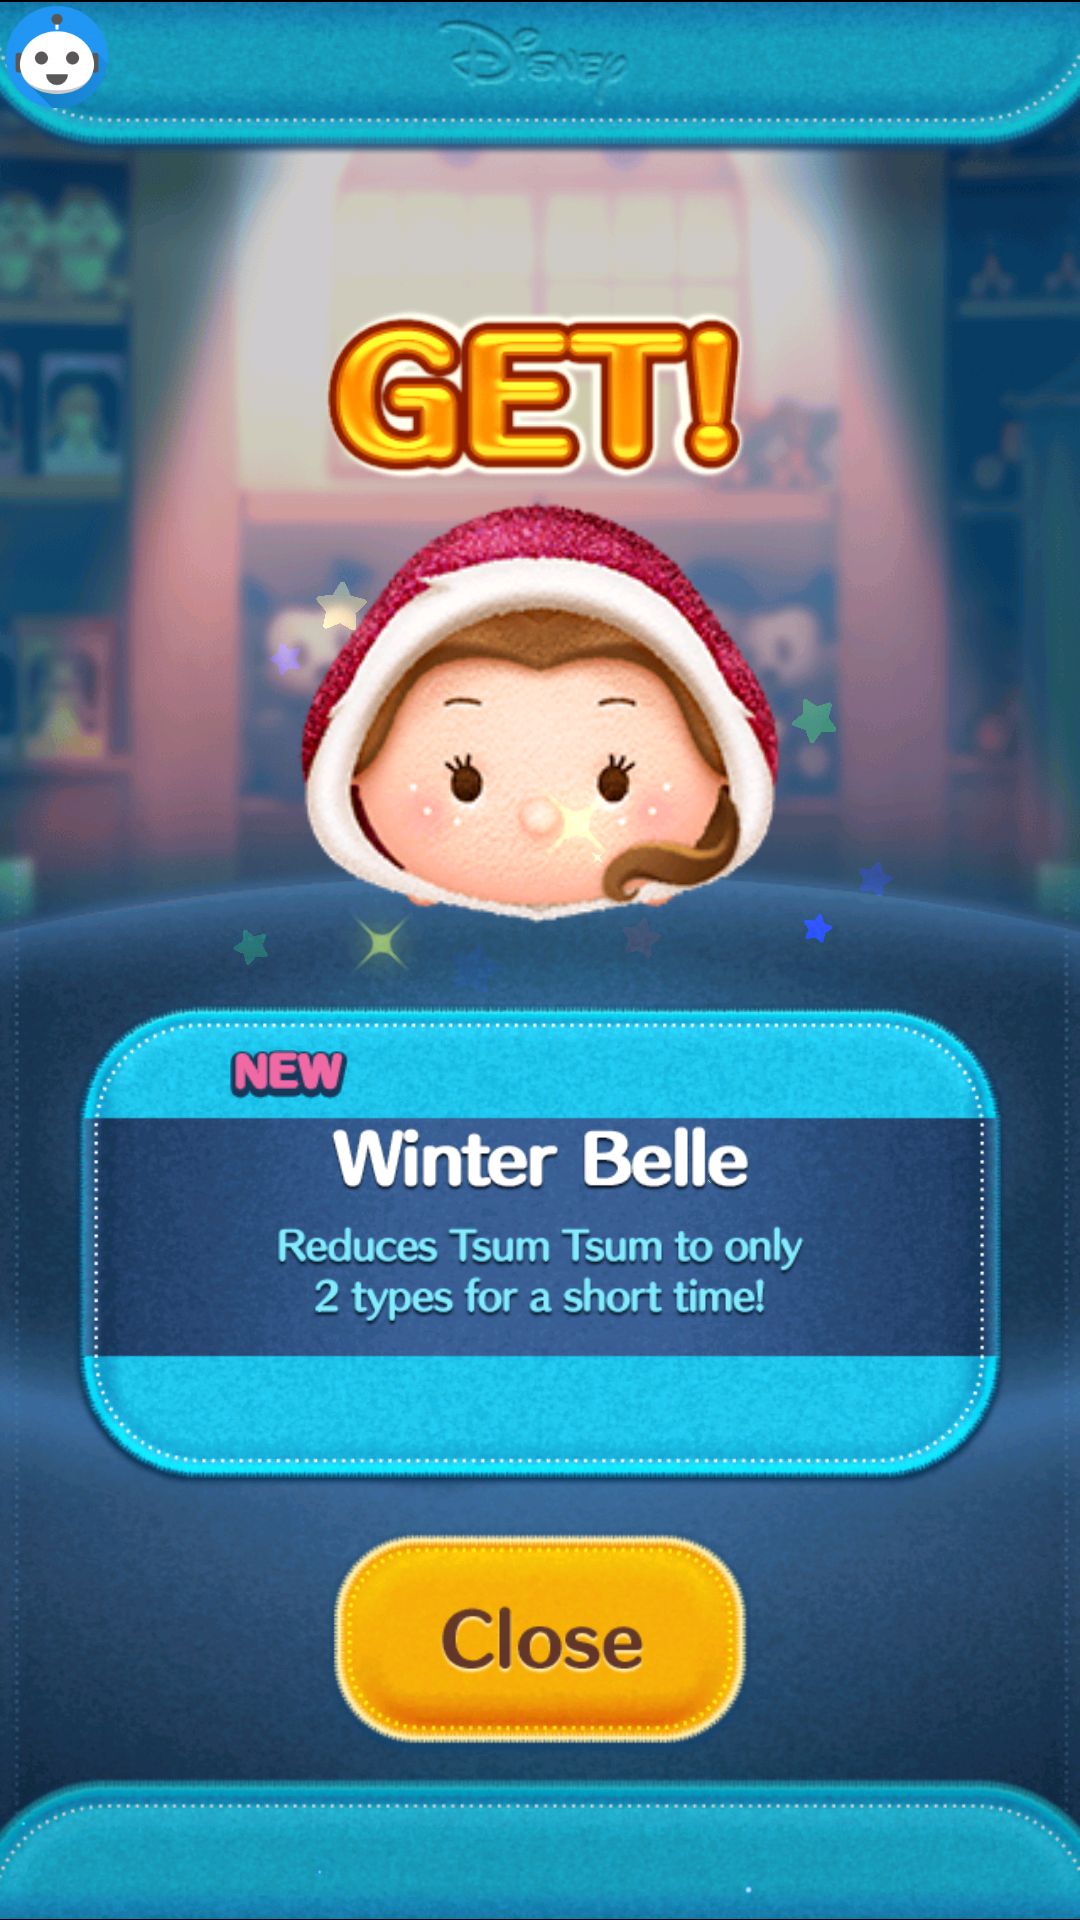 Disney
GET!
NEW
Winter Belle
Reduces Tsum Tsum to only
2 types for a short time!
Close